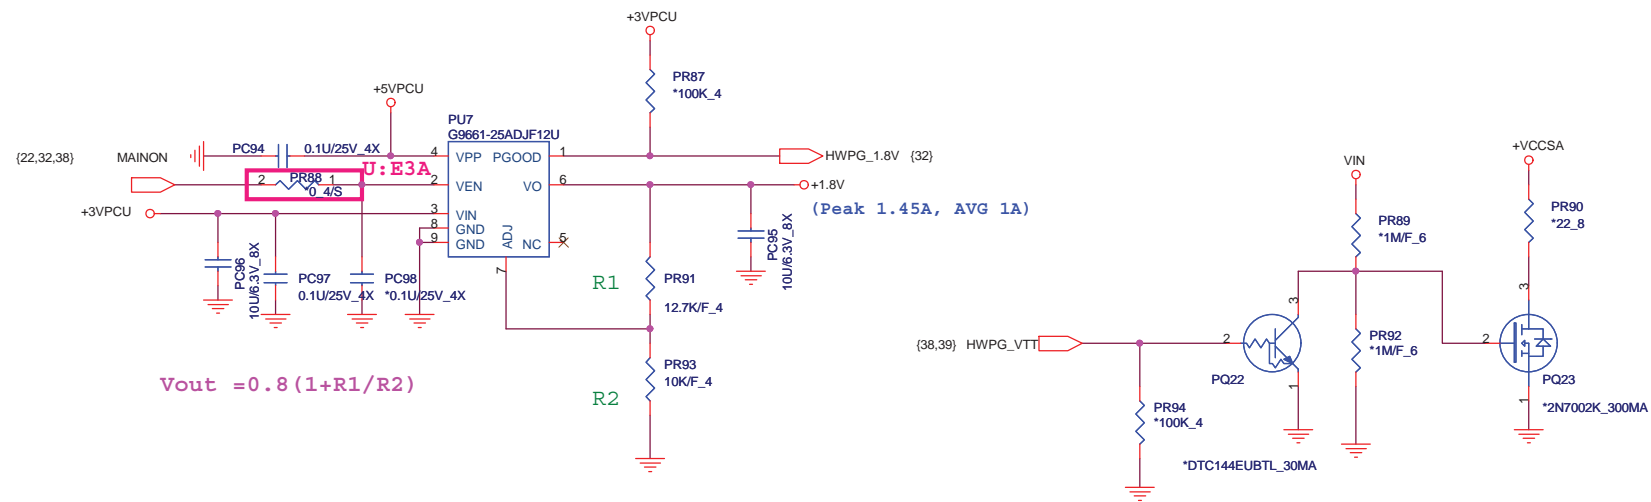 +3VPCU
PR87
*100K_4
+5VPCU
PU7
G9661-25ADJF12U
{22,32,38}
MAINON
PC94
0.1U/25V_4X
4
VPP
PGOOD
1
HWPG_1.8V
{32}
U:E3A
2
PR88
1
*0_4/S
2
VEN
VO
6
+1.8V
(Peak 1.45A, AVG 1A)
+3VPCU
3
VIN
8
GND
9
GND
ADJ
NC
5
7
PC96
10U/6.3V_8X
PC97
0.1U/25V_4X
PC98
*0.1U/25V_4X
PC95
10U/6.3V_8X
R1
PR91
12.7K/F_4
PR93
10K/F_4
R2
Vout =0.8(1+R1/R2)
VIN
PR89
*1M/F_6
+VCCSA
PR90
*22_8
3
3
{38,39}
HWPG_VTT
2
PQ22
1
PR92
*1M/F_6
2
PQ23
1
*2N7002K_300MA
PR94
*100K_4
*DTC144EUBTL_30MA